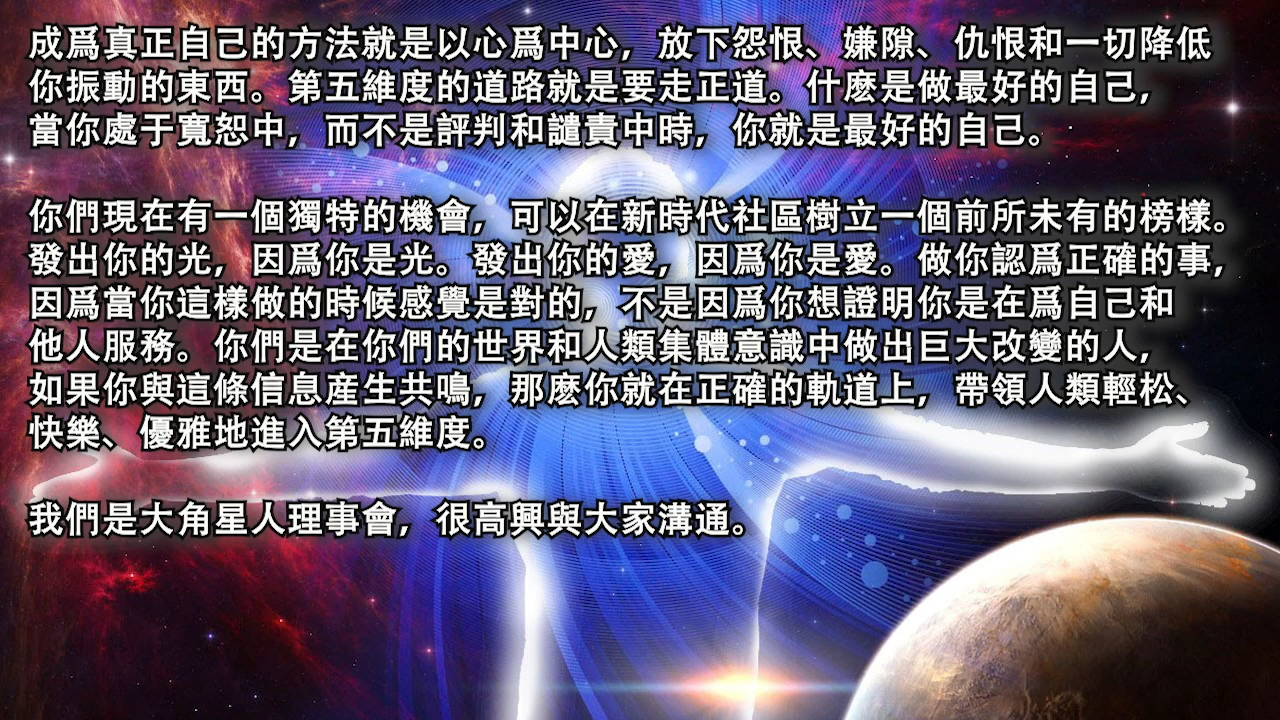 成爲真正自己的方法就是以心爲中心，放下怨恨、嫌隙、仇恨和一切降低
你振動的東西。第五維度的道路就是要走正道。什麽是做最好的自己，
當你處于寬恕中，而不是評判和譴責中時，你就是最好的自己。
你們現在有一個獨特的機會，可以在新時代社區樹立一個前所未有的榜樣。
發出你的光，因爲你是光。發出你的愛，因爲你是愛。做你認爲正確的事，
因爲當你這樣做的時候感覺是對的，不是因爲你想證明你是在爲自己和
他人服務。你們是在你們的世界和人類集體意識中做出巨大改變的人，
如果你與這條信息産生共鳴，那麽你就在正確的軌道上，帶領人類輕松、
快樂、優雅地進入第五維度。
我們是大角星人理事會，很高興與大家溝通。